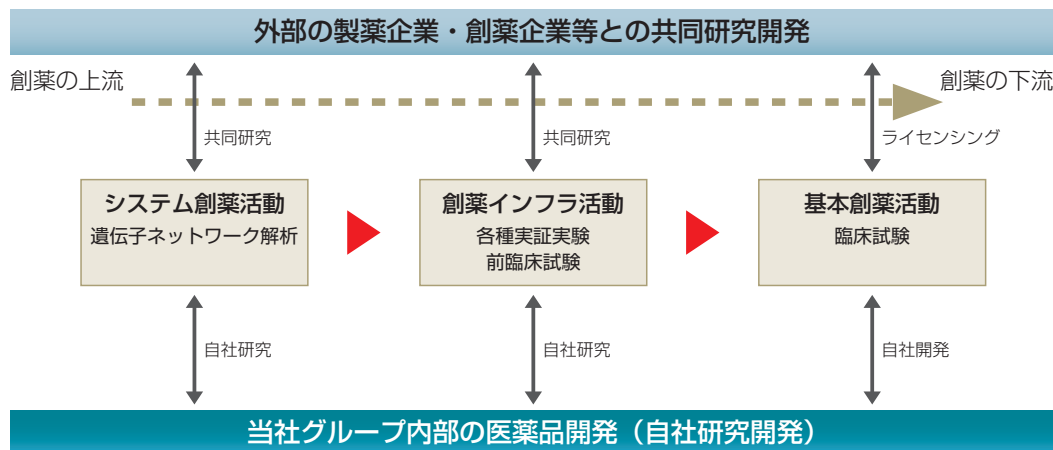 外部の製薬企業・創薬企業等との共同研究開発
創薬の上流
創薬の下流
共同研究
共同研究
ライセンシング
システム創薬活動
遺伝子ネットワーク解析
創薬インフラ活動
各種実証実験
前臨床試験
基本創薬活動
臨床試験
自社研究
自社研究
自社開発
当社グループ内部の医薬品開発（自社研究開発）